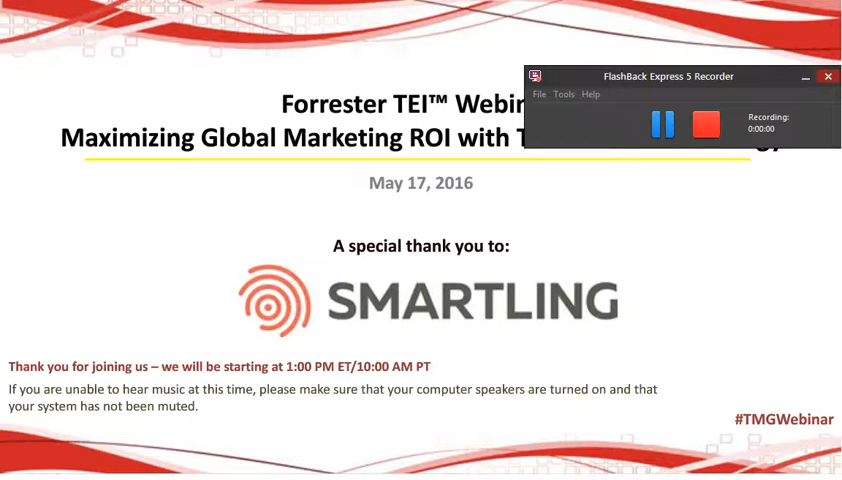 FlashBack Express 5 Recorder
File Tools Help
Recording:
0:00:00
Forrester TEI™
Maximizing Global Marketing ROI with
May 17, 2016
A special thank you to:
SMARTLING
Thank you for joining us – we will be starting at 1:00 PM ET/10:00 AM PT
If you are unable to hear music at this time, please make sure that your computer speakers are turned on and that
your system has not been muted.
#TMGWebinar